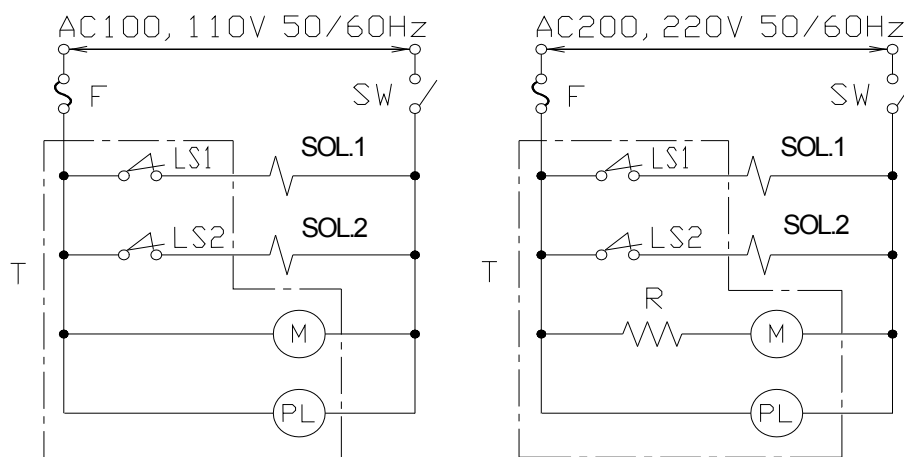 AC100, 110V 50/60Hz
F
SW
LS1
SOL.1
LS2
SOL.2
T
M
PL
AC200, 220V 50/60Hz
F
SW
LS1
SOL.1
LS2
SOL.2
T
R
M
PL